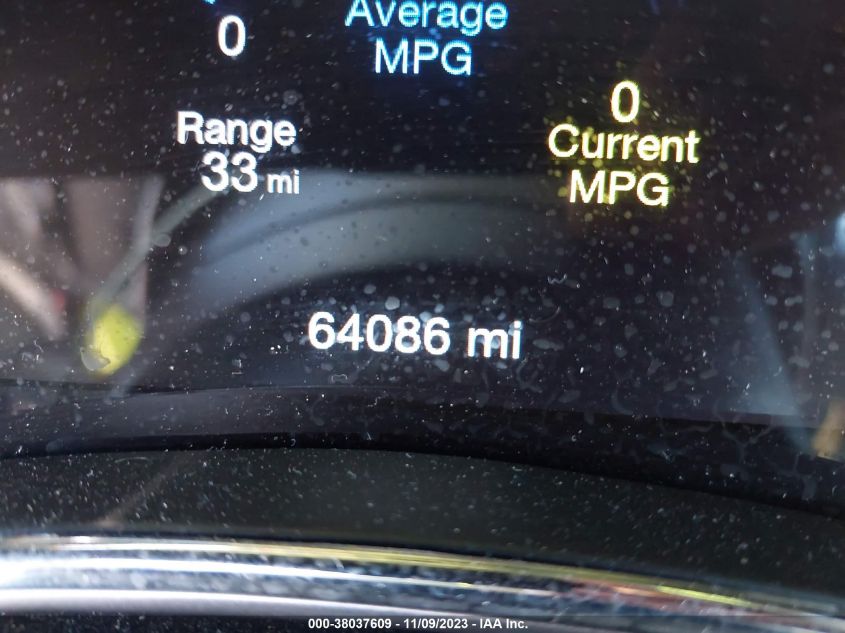 0
Average
MPG
Range
33 mi
0
Current
MPG
64086 mi
000-38037609 - 11/09/2023 - IAA Inc.